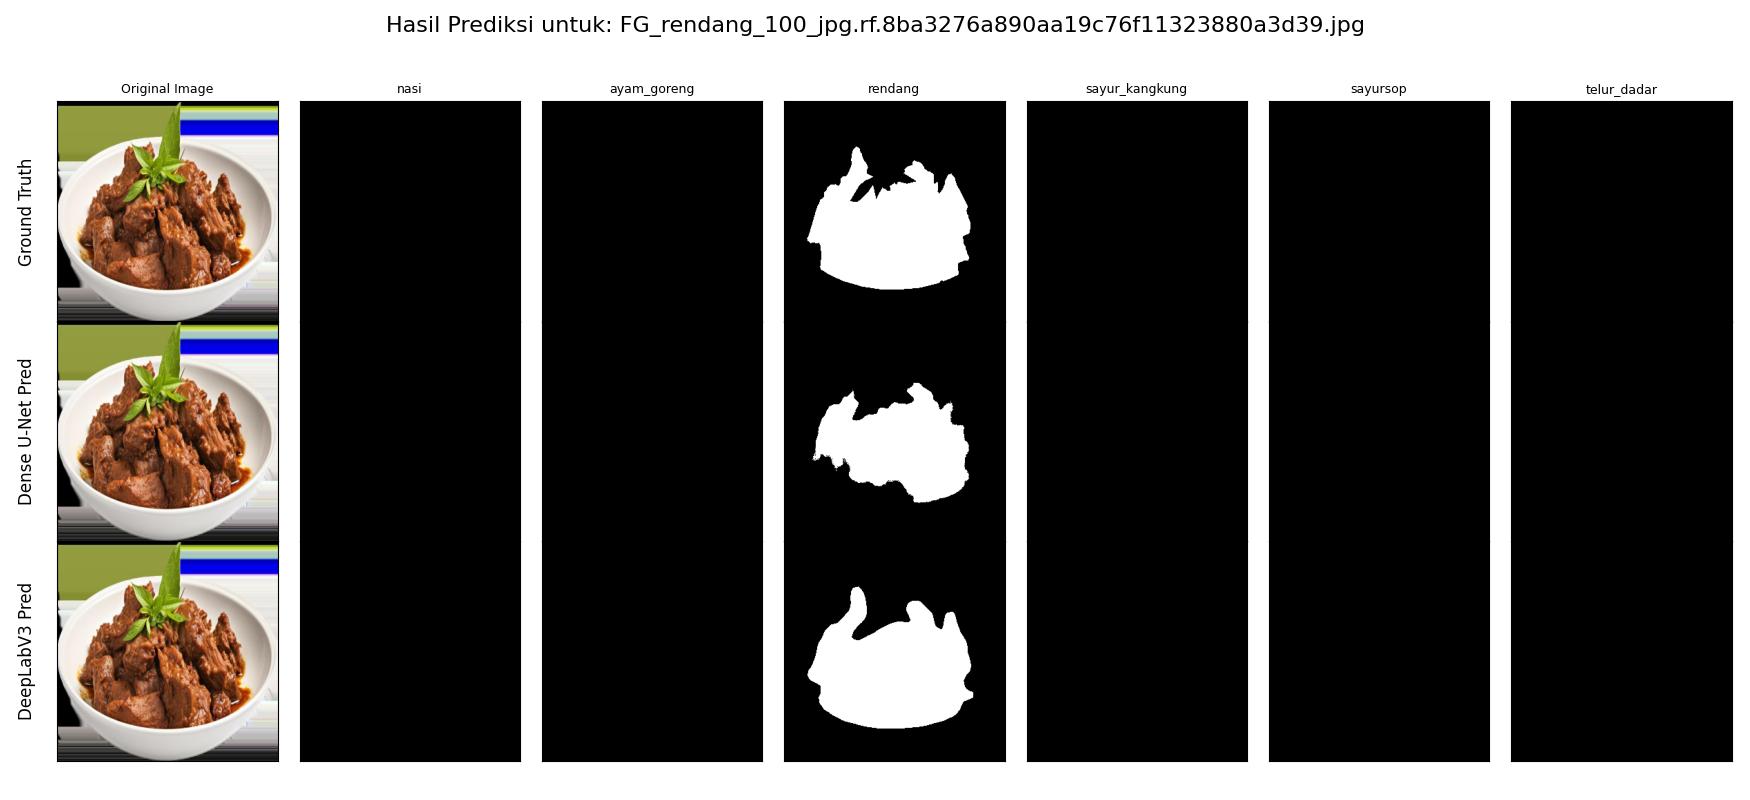 Hasil Prediksi untuk: FG_rendang_100_jpg.rf.8ba3276a890aa19c76f11323880a3d39.jpg
Original Image
nasi
ayam_goreng
rendang
sayur_kangkung
sayursop
telur_dadar
Ground Truth
Dense U-Net Pred
DeepLabV3 Pred